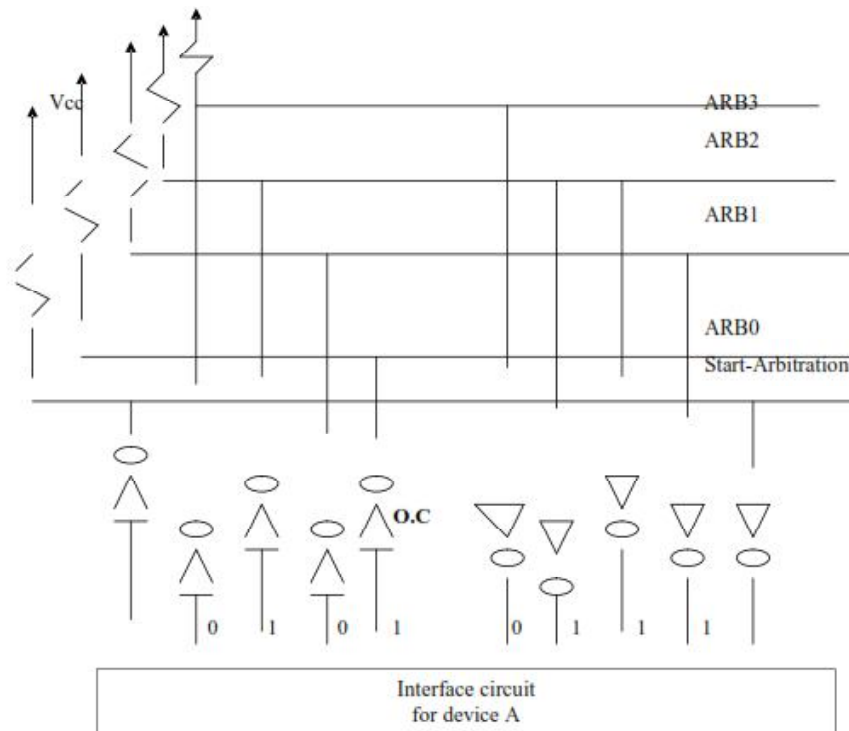 Vcc
ARB3
ARB2
ARB1
ARB0
Start-Arbitration
O.C
0 1 0 1 0 1 1 1
Interface circuit
for device A